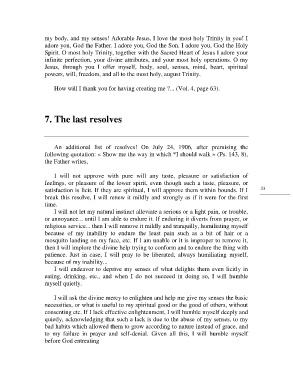 my body, and my senses! Adorable Jesus, I love the most holy Trinity in you! I
adore you, God the Father. I adore you, God the Son. I adore you, God the Holy
Spirit. O most holy Trinity, together with the Sacred Heart of Jesus I adore your
infinite perfection, your divine attributes, and your most holy operations. O my
Jesus, through you I offer myself, body, soul, senses, mind, heart, spiritual
powers, will, freedom, and all to the most holy, august Trinity.
How will I thank you for having created me ?... (Vol. 4, page 63).
7. The last resolves
An additional list of resolves! On July 24, 1906, after premising the
following quotation: « Show me the way in which *] should walk » (Ps. 143, 8),
the Father writes,
I will not approve with pure will any taste, pleasure or satisfaction of
feelings, or pleasure of the lower spirit, even though such a taste, pleasure, or
satisfaction is licit. If they are spiritual, I will approve them within bounds. If I
break this resolve, I will renew it mildly and strongly as if it were for the first
time.
I will not let my natural instinct alleviate a serious or a light pain, or trouble,
or annoyance... until I am able to endure it. If enduring it diverts from prayer, or
religious service... then I will remove it mildly and tranquilly, humiliating myself
because of my inability to endure the least pain such as a bit of hair or a
mosquito landing on my face, etc. If I am unable or it is improper to remove it,
then I will implore the divine help trying to conform and to endure the thing with
patience. Just in case, I will pray to be liberated, always humiliating myself,
because of my inability...
I will endeavor to deprive my senses of what delights them even licitly in
eating, drinking, etc., and when I do not succeed in doing so, I will humble
myself quietly.
I will ask the divine mercy to enlighten and help me give my senses the basic
necessities, or what is useful to my spiritual good or the good of others, without
consenting etc. If I lack effective enlightenment, I will humble myself deeply and
quietly, acknowledging that such a lack is due to the abuse of my senses, to my
bad habits which allowed them to grow according to nature instead of grace, and
to my failure in prayer and self-denial. Given all this, I will humble myself
before God entreating